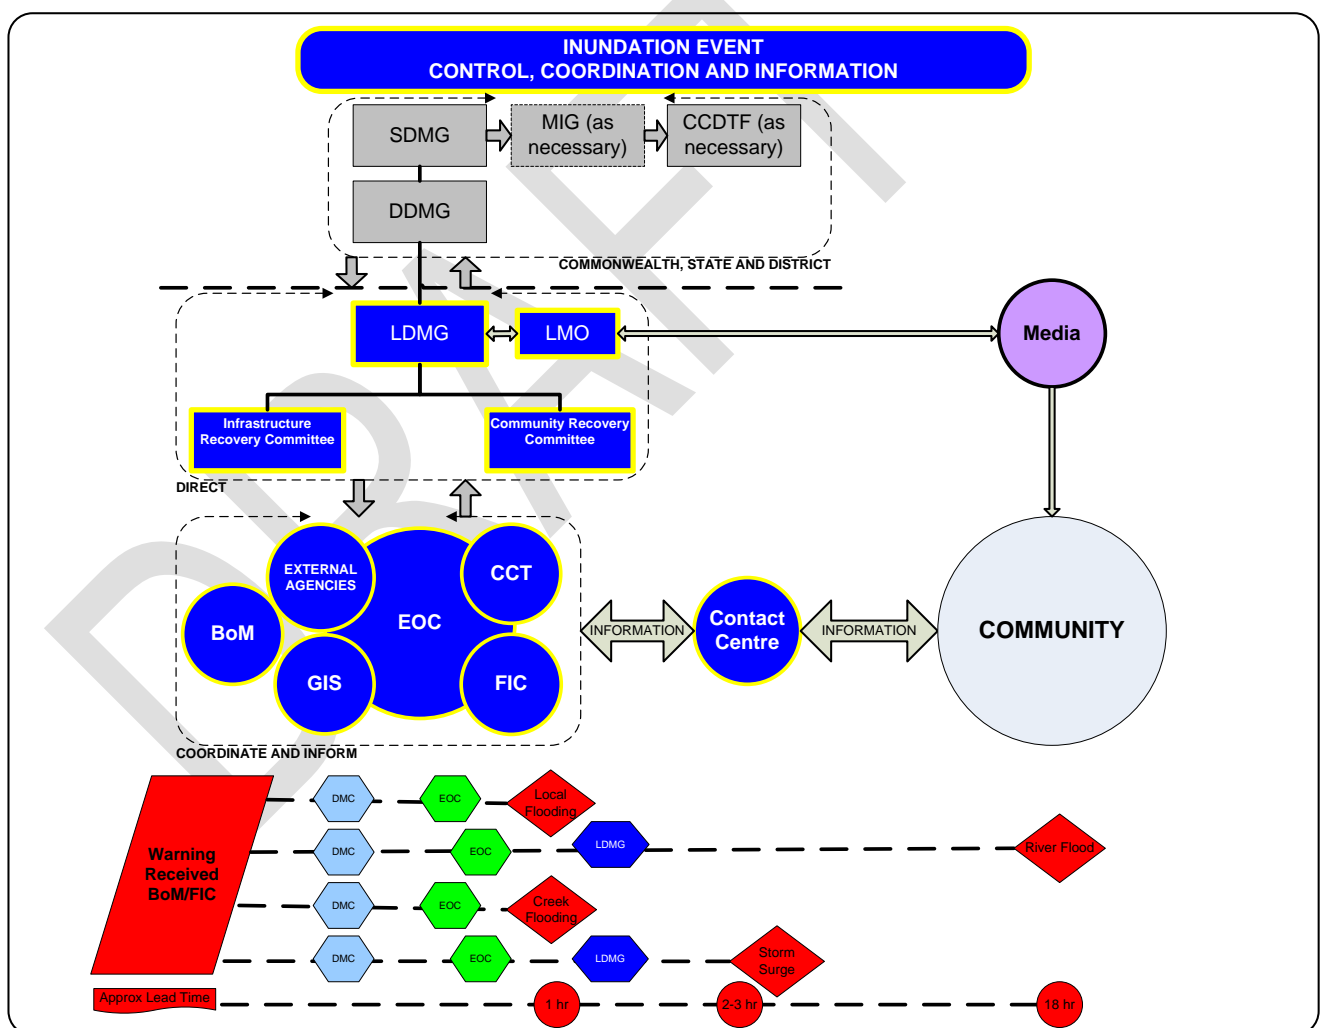 INUNDATION EVENT
CONTROL, COORDINATION AND INFORMATION
SDMG
MIG (as
necessary)
CCDTF (as
necessary)
DDMG
COMMONWEALTH, STATE AND DISTRICT
LDMG
LMO
Media
Infrastructure
Recovery Committee
Community Recovery
Committee
DIRECT
EXTERNAL
AGENCIES
CCT
BoM
EOC
GIS
FIC
INFORMATION
Contact
Centre
INFORMATION
COMMUNITY
COORDINATE AND INFORM
Warning
Received
BoM/FIC
DMC
EOC
Local
Flooding
DMC
EOC
LDMG
River Flood
DMC
EOC
Creek
Flooding
DMC
EOC
LDMG
Storm
Surge
Approx Lead Time
1 hr
2-3 hr
18 hr
DRAFT